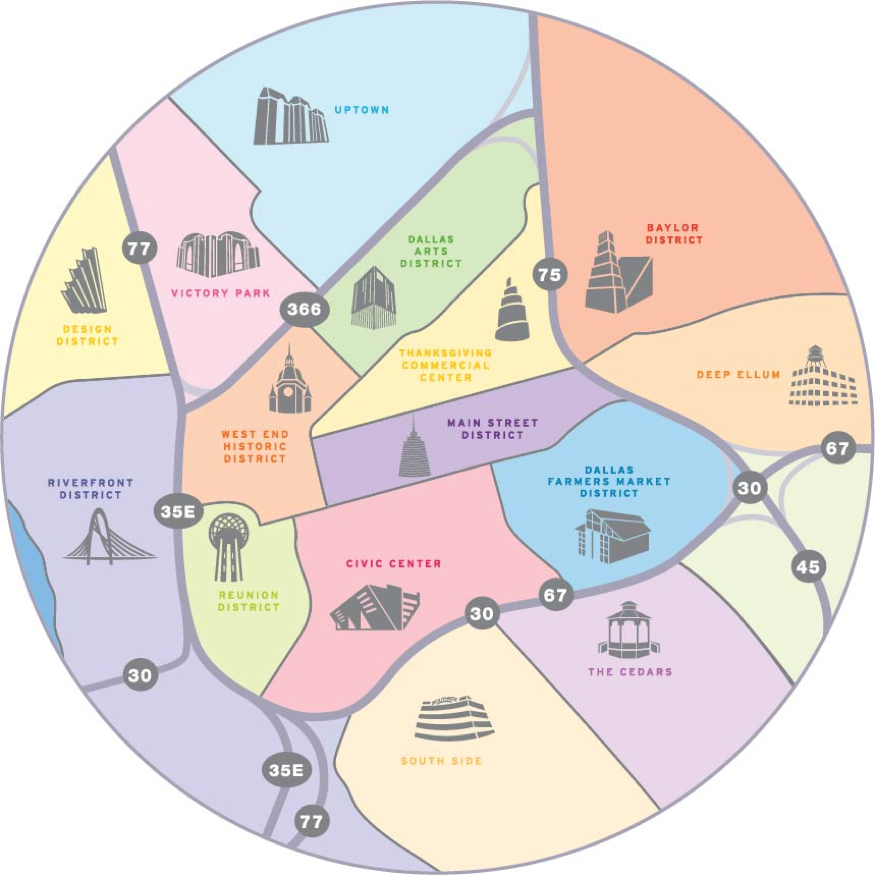 UPTOWN
BAYLOR
DISTRICT
DALLAS
ARTS
DISTRICT
77
75
VICTORY PARK
366
DESIGN
DISTRICT
THANKSGIVING
COMMERCIAL
CENTER
DEEP ELLUM
MAIN STREET
DISTRICT
WEST END
HISTORIC
DISTRICT
67
DALLAS
FARMERS MARKET
DISTRICT
RIVERFRONT
DISTRICT
30
35E
CIVIC CENTER
45
REUNION
DISTRICT
67
30
THE CEDARS
30
SOUTH SIDE
35E
77